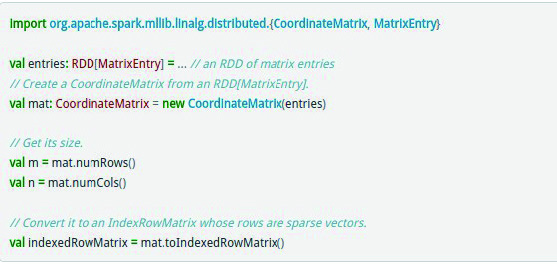 import org.apache.spark.mllib.linalg.distributed.{CoordinateMatrix, MatrixEntry}
val entries: RDD[MatrixEntry] = ... // an RDD of matrix entries
// Create a CoordinateMatrix from an RDD[MatrixEntry].
val mat: CoordinateMatrix = new CoordinateMatrix(entries)
// Get its size.
val m = mat.numRows()
val n = mat.numCols()
// Convert it to an IndexRowMatrix whose rows are sparse vectors.
val indexedRowMatrix = mat.toIndexedRowMatrix()